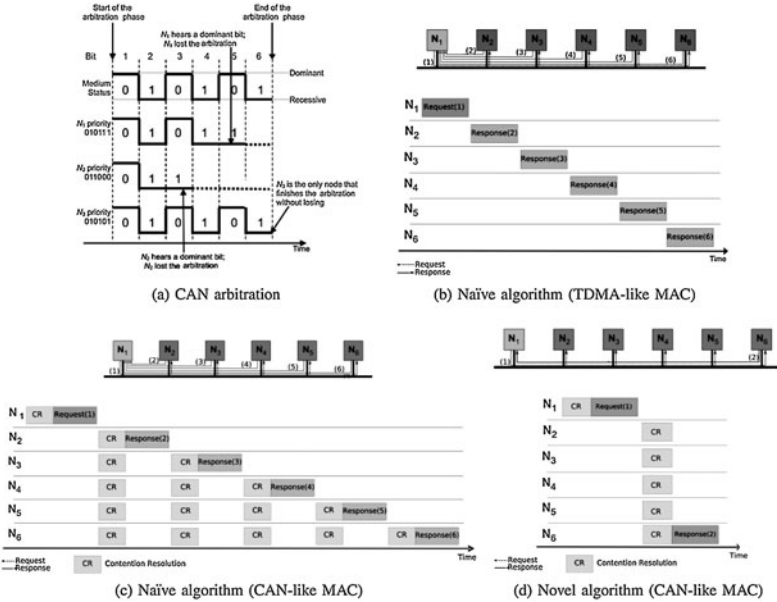 Start of the arbitration phase
End of the arbitration phase
N1 hears a dominant bit;
N1 lost the arbitration
Bit 1 2 3 4 5 6
Medium Status
Dominant
Recessive
0 1 0 1 0 1
N1 priority
010111
0 1 0 1 1
N2 priority
011000
0 1 1
N3 is the only node that finishes the arbitration without losing
N3 priority
010101
0 1 0 1 0 1
Time
N2 hears a dominant bit;
N2 lost the arbitration
(a) CAN arbitration
N1 N2 N3 N4 N5 N6
(1) (2) (3) (4) (5) (6)
N1 Request(1)
N2 Response(2)
N3 Response(3)
N4 Response(4)
N5 Response(5)
N6 Response(6)
Time
Request
Response
(b) Naïve algorithm (TDMA-like MAC)
N1 N2 N3 N4 N5 N6
(1) (2) (3) (4) (5) (6)
N1 CR Request(1)
N2 CR Response(2)
N3 CR CR Response(3)
N4 CR CR CR Response(4)
N5 CR CR CR CR Response(5)
N6 CR CR CR CR CR Response(6)
Time
Request
Response
CR Contention Resolution
(c) Naïve algorithm (CAN-like MAC)
N1 N2 N3 N4 N5 N6
(1) (2)
N1 CR Request(1)
N2 CR
N3 CR
N4 CR
N5 CR
N6 CR Response(2)
Time
Request
Response
CR Contention Resolution
(d) Novel algorithm (CAN-like MAC)